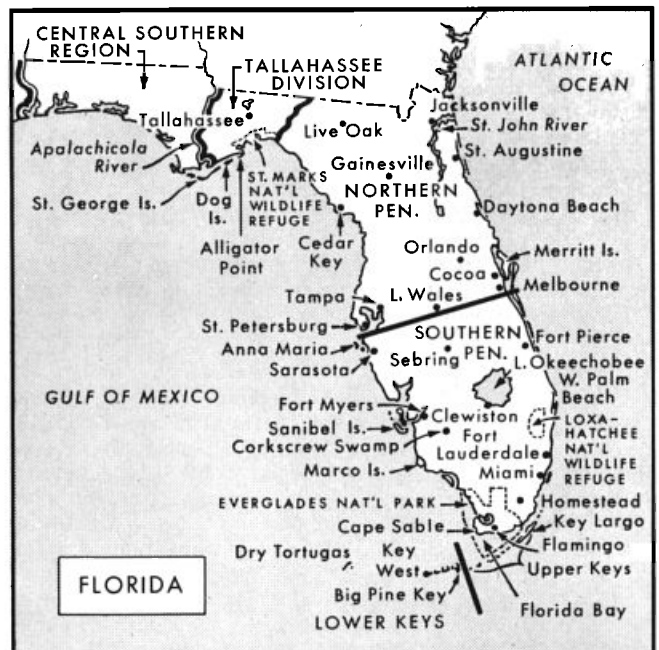 CENTRAL SOUTHERN
REGION
TALLAHASSEE
DIVISION
ATLANTIC
OCEAN
Tallahassee
Live Oak
Jacksonville
St. John River
St. Augustine
Apalachicola
River
Gainesville
NORTHERN
PEN.
St. George Is.
Dog
Is.
ST. MARKS
NAT'L
WILDLIFE
REFUGE
Alligator
Point
Cedar
Key
Daytona Beach
Orlando
Merritt Is.
Cocoa
Melbourne
Tampa
L. Wales
St. Petersburg
SOUTHERN
PEN.
Fort Pierce
Anna Maria
Sebring
Sarasota
L. Okeechobee
W. Palm
Beach
GULF OF MEXICO
Fort Myers
Clewiston
Sanibel Is.
Corkscrew Swamp
Fort
Lauderdale
LOXA-
HATCHEE
NAT'L
WILDLIFE
REFUGE
Marco Is.
Miami
EVERGLADES NAT'L PARK
Homestead
Cape Sable
Key Largo
Flamingo
Dry Tortugas
Key
West
Upper Keys
Big Pine Key
Florida Bay
LOWER KEYS
FLORIDA